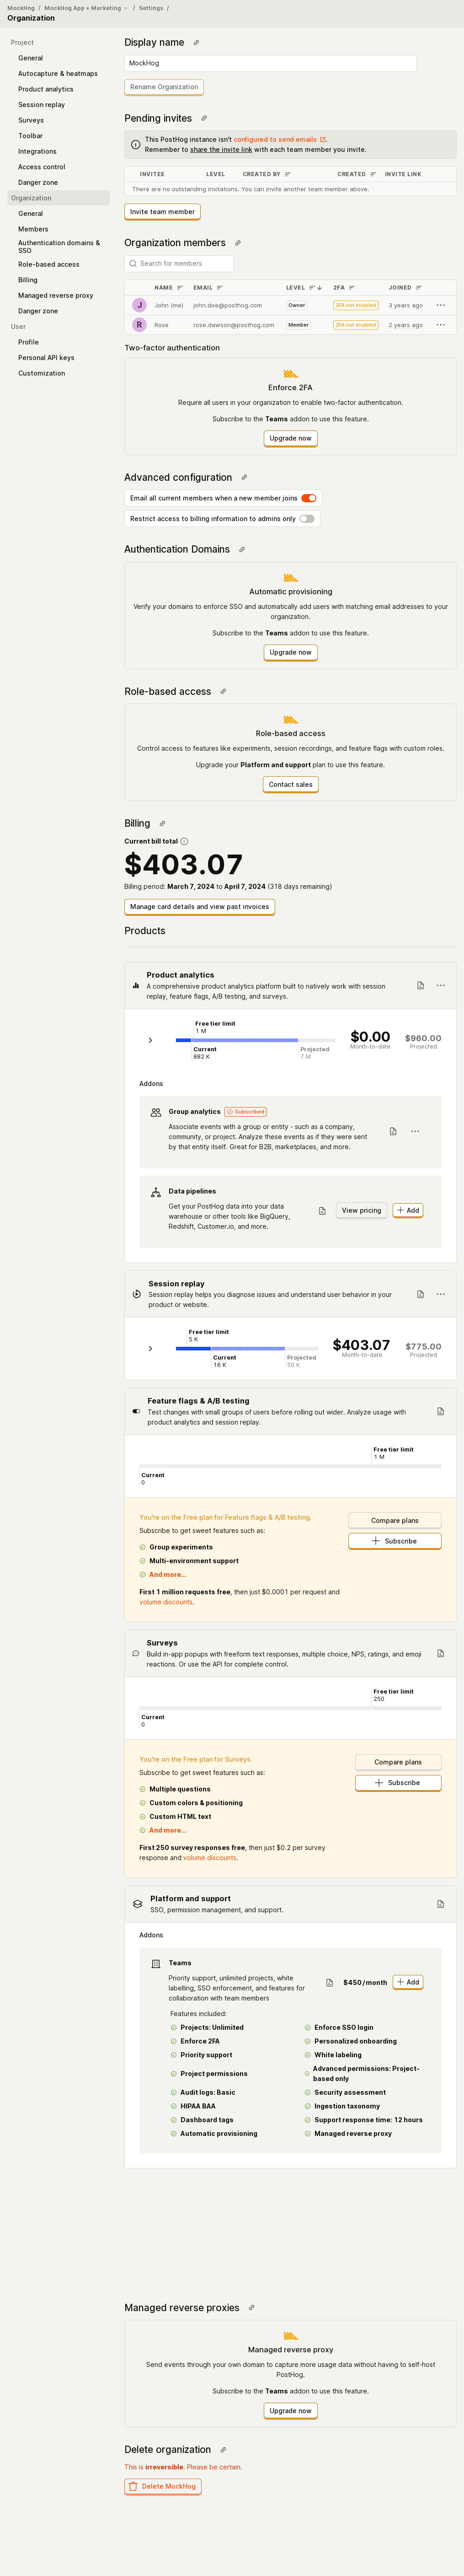 MockHog / MockHog App + Marketing / Settings /
Organization
Project
General
Autocapture & heatmaps
Product analytics
Session replay
Surveys
Toolbar
Integrations
Access control
Danger zone
Organization
General
Members
Authentication domains &
SSO
Role-based access
Billing
Managed reverse proxy
Danger zone
User
Profile
Personal API keys
Customization
Display name
MockHog
Rename Organization
Pending invites
This PostHog instance isn't configured to send emails .
Remember to share the invite link with each team member you invite.
INVITEE LEVEL CREATED BY CREATED INVITE LINK
There are no outstanding invitations. You can invite another team member above.
Invite team member
Organization members
Search for members
NAME EMAIL LEVEL 2FA JOINED
J John (me) john.doe@posthog.com Owner 2FA not enabled 3 years ago
R Rose rose.dawson@posthog.com Member 2FA not enabled 2 years ago
Two-factor authentication
Enforce 2FA
Require all users in your organization to enable two-factor authentication.
Subscribe to the Teams addon to use this feature.
Upgrade now
Advanced configuration
Email all current members when a new member joins
Restrict access to billing information to admins only
Authentication Domains
Automatic provisioning
Verify your domains to enforce SSO and automatically add users with matching email addresses to your
organization.
Subscribe to the Teams addon to use this feature.
Upgrade now
Role-based access
Role-based access
Control access to features like experiments, session recordings, and feature flags with custom roles.
Upgrade your Platform and support plan to use this feature.
Contact sales
Billing
Current bill total
$403.07
Billing period: March 7, 2024 to April 7, 2024 (318 days remaining)
Manage card details and view past invoices
Products
Product analytics
A comprehensive product analytics platform built to natively work with session
replay, feature flags, A/B testing, and surveys.
Free tier limit
1 M
Current
882 K
Projected
7 M
$0.00
Month-to-date
$960.00
Projected
Addons
Group analytics Subscribed
Associate events with a group or entity - such as a company,
community, or project. Analyze these events as if they were sent
by that entity itself. Great for B2B, marketplaces, and more.
Data pipelines
Get your PostHog data into your data
warehouse or other tools like BigQuery,
Redshift, Customer.io, and more.
View pricing
Add
Session replay
Session replay helps you diagnose issues and understand user behavior in your
product or website.
Free tier limit
5 K
Current
16 K
Projected
50 K
$403.07
Month-to-date
$775.00
Projected
Feature flags & A/B testing
Test changes with small groups of users before rolling out wider. Analyze usage with
product analytics and session replay.
Free tier limit
1 M
Current
0
You're on the Free plan for Feature flags & A/B testing.
Subscribe to get sweet features such as:
Group experiments
Multi-environment support
And more...
First 1 million requests free, then just $0.0001 per request and
volume discounts.
Compare plans
Subscribe
Surveys
Build in-app popups with freeform text responses, multiple choice, NPS, ratings, and emoji
reactions. Or use the API for complete control.
Free tier limit
250
Current
0
You're on the Free plan for Surveys.
Subscribe to get sweet features such as:
Multiple questions
Custom colors & positioning
Custom HTML text
And more...
First 250 survey responses free, then just $0.2 per survey
response and volume discounts.
Compare plans
Subscribe
Platform and support
SSO, permission management, and support.
Addons
Teams
Priority support, unlimited projects, white
labelling, SSO enforcement, and features for
collaboration with team members
$450/month
Add
Features included:
Projects: Unlimited
Enforce SSO login
Enforce 2FA
Personalized onboarding
Priority support
White labeling
Project permissions
Advanced permissions: Project-
based only
Audit logs: Basic
Security assessment
HIPAA BAA
Ingestion taxonomy
Dashboard tags
Support response time: 12 hours
Automatic provisioning
Managed reverse proxy
Managed reverse proxies
Managed reverse proxy
Send events through your own domain to capture more usage data without having to self-host
PostHog.
Subscribe to the Teams addon to use this feature.
Upgrade now
Delete organization
This is irreversible. Please be certain.
Delete MockHog